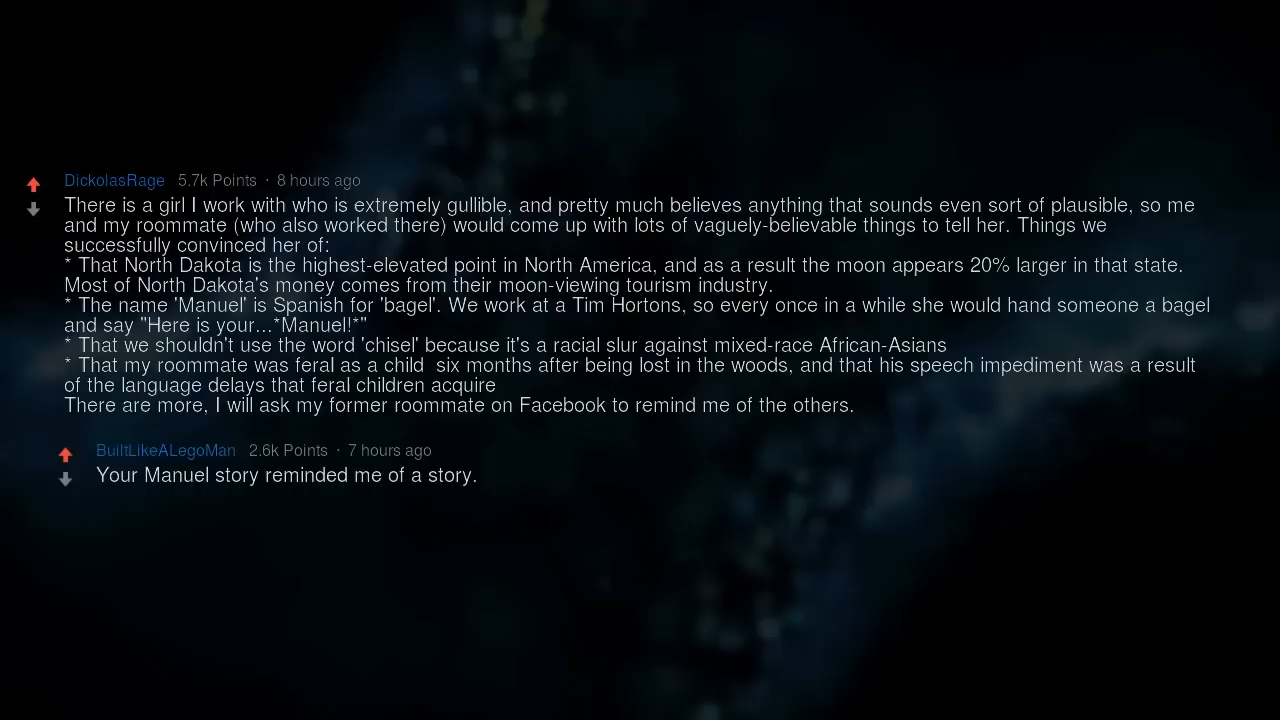 DickolasRage 5.7k Points · 8 hours ago
There is a girl I work with who is extremely gullible, and pretty much believes anything that sounds even sort of plausible, so me
and my roommate (who also worked there) would come up with lots of vaguely-believable things to tell her. Things we
successfully convinced her of:
* That North Dakota is the highest-elevated point in North America, and as a result the moon appears 20% larger in that state.
Most of North Dakota's money comes from their moon-viewing tourism industry.
* The name 'Manuel' is Spanish for 'bagel'. We work at a Tim Hortons, so every once in a while she would hand someone a bagel
and say "Here is your...*Manuel!*"
* That we shouldn't use the word 'chisel' because it's a racial slur against mixed-race African-Asians
* That my roommate was feral as a child  six months after being lost in the woods, and that his speech impediment was a result
of the language delays that feral children acquire
There are more, I will ask my former roommate on Facebook to remind me of the others.
BuiltLikeALegoMan 2.6k Points · 7 hours ago
Your Manuel story reminded me of a story.